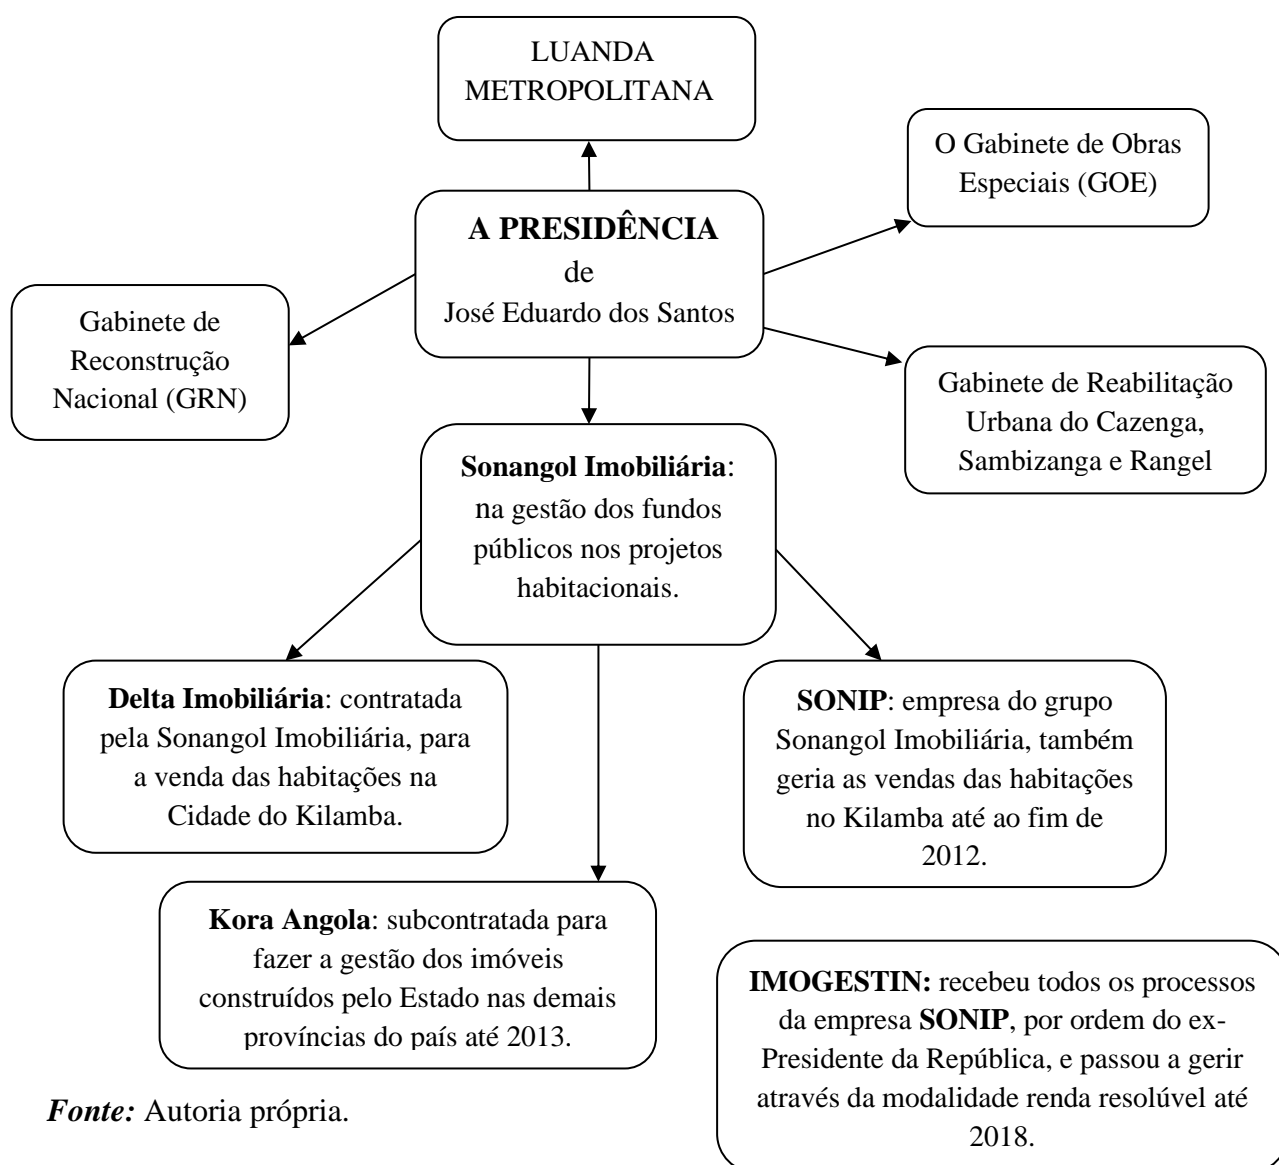 LUANDA
METROPOLITANA
O Gabinete de Obras
Especiais (GOE)
A PRESIDÊNCIA
de
José Eduardo dos Santos
Gabinete de
Reconstrução
Nacional (GRN)
Gabinete de Reabilitação
Urbana do Cazenga,
Sambizanga e Rangel
Sonangol Imobiliária:
na gestão dos fundos
públicos nos projetos
habitacionais.
Delta Imobiliária: contratada
pela Sonangol Imobiliária, para
a venda das habitações na
Cidade do Kilamba.
SONIP: empresa do grupo
Sonangol Imobiliária, também
geria as vendas das habitações
no Kilamba até ao fim de
2012.
Kora Angola: subcontratada para
fazer a gestão dos imóveis
construídos pelo Estado nas demais
províncias do país até 2013.
IMOGESTIN: recebeu todos os processos
da empresa SONIP, por ordem do ex-
Presidente da República, e passou a gerir
através da modalidade renda resolúvel até
2018.
Fonte: Autoria própria.